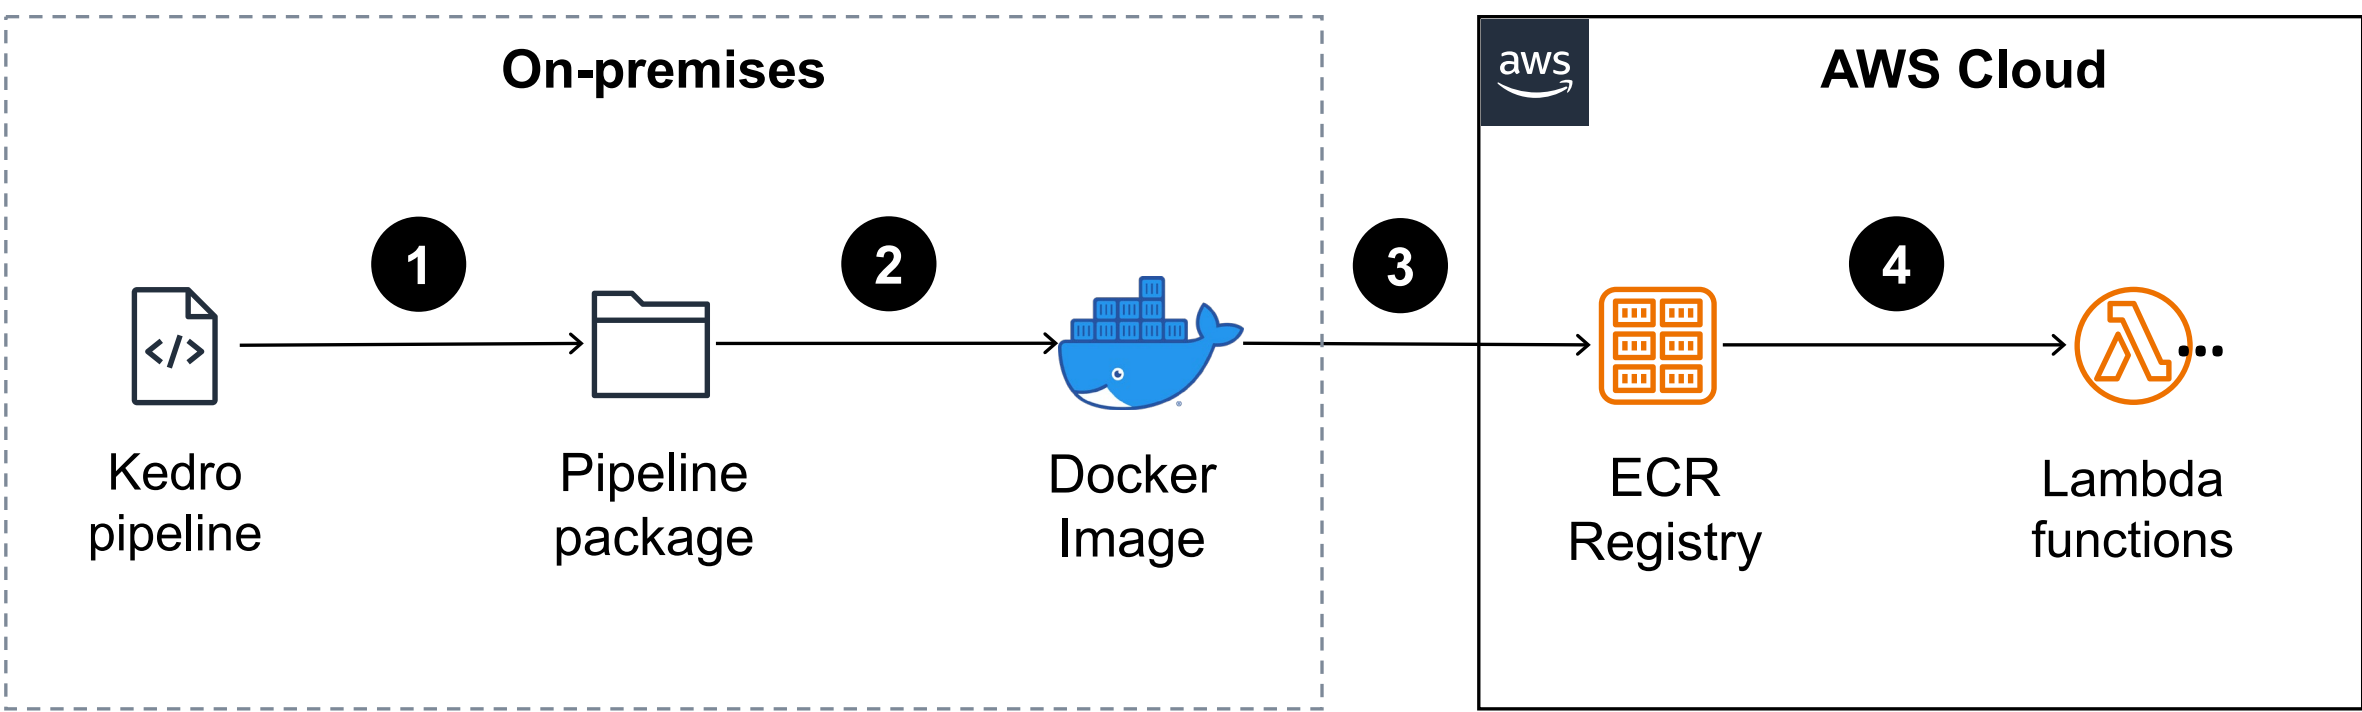 On-premises
aws
AWS Cloud
1
2
3
4
</>
Kedro
pipeline
Pipeline
package
Docker
Image
ECR
Registry
...
Lambda
functions